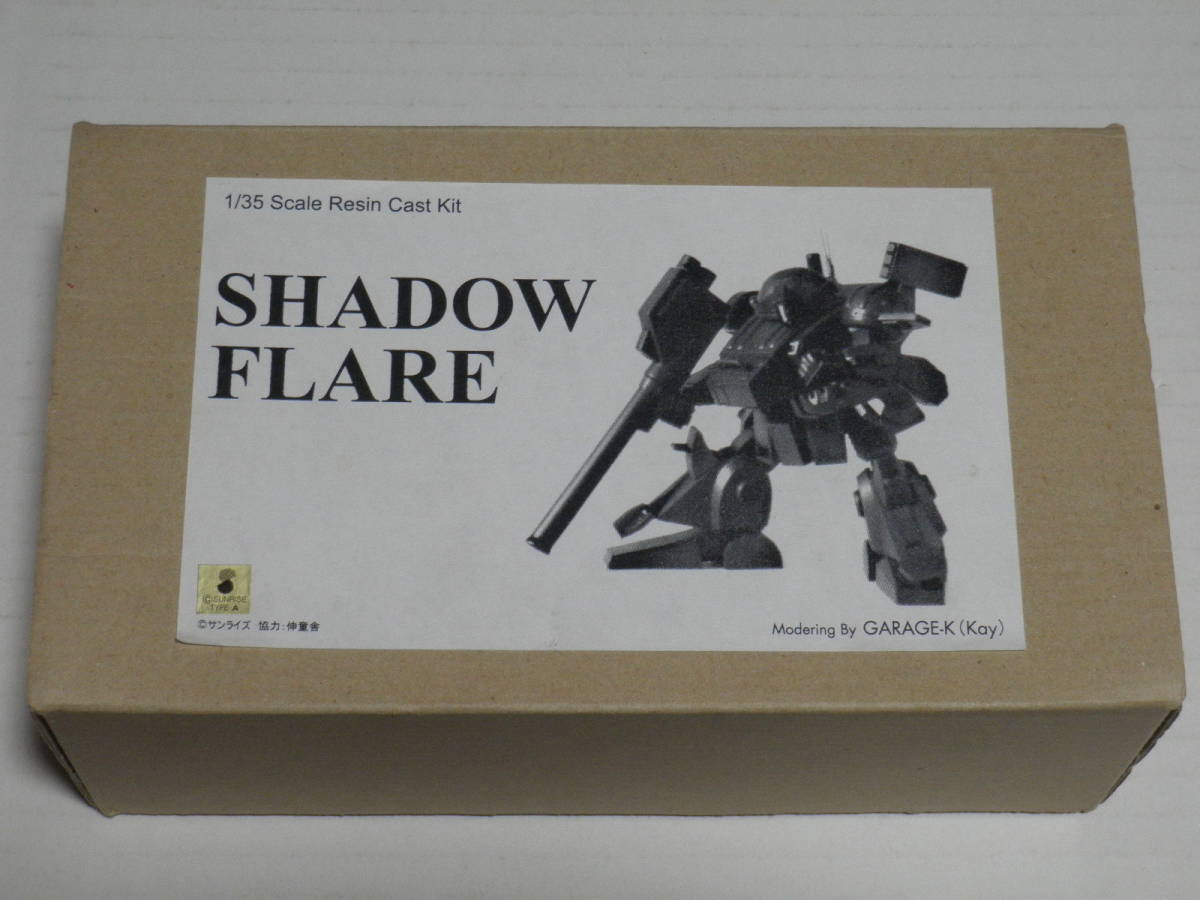 1/35 Scale Resin Cast Kit
SHADOW
FLARE
©SUNRISE
TYPE A
©サンライズ 協力:伸童舎
Modering By GARAGE-K(Kay)